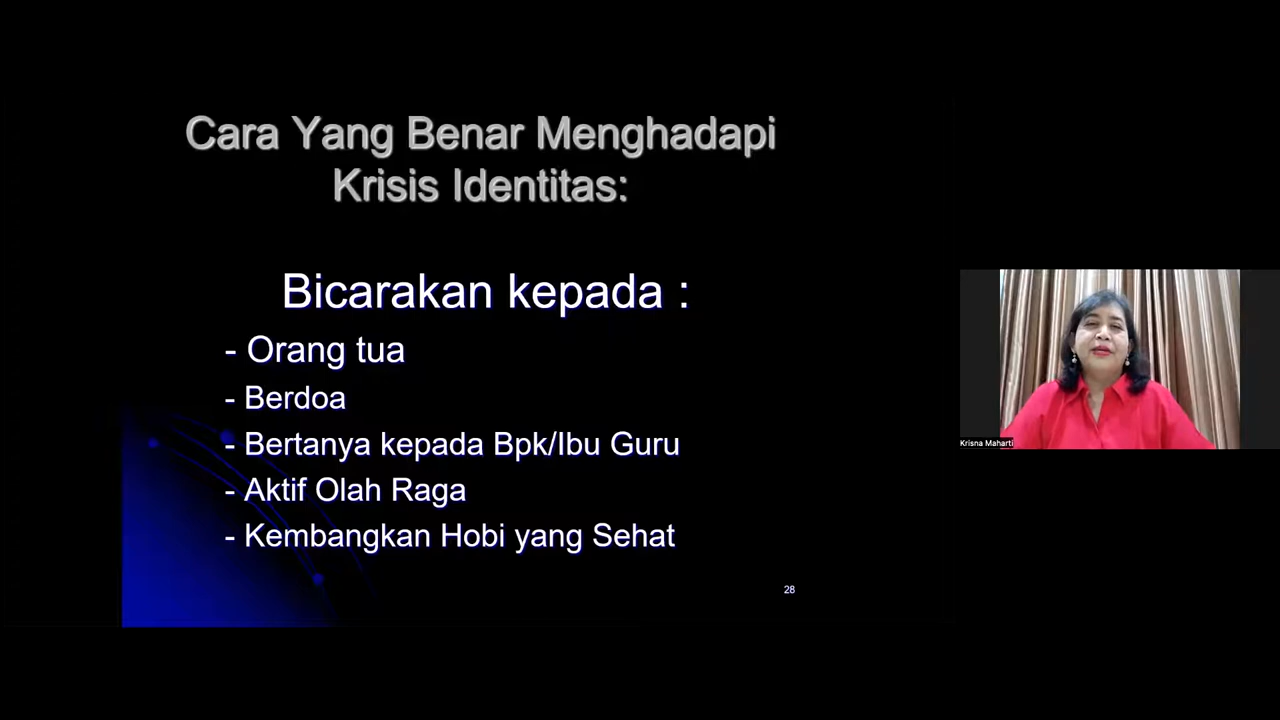 Cara Yang Benar Menghadapi
Krisis Identitas:
Bicarakan kepada :
- Orang tua
- Berdoa
- Bertanya kepada Bpk/Ibu Guru
- Aktif Olah Raga
- Kembangkan Hobi yang Sehat
28
Krisna Maharti